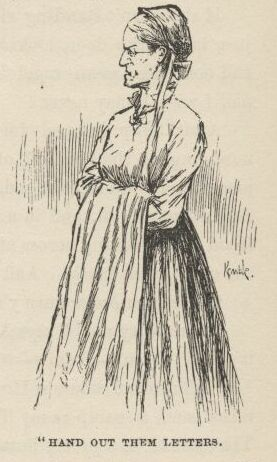 Kemble.
“HAND OUT THEM LETTERS.